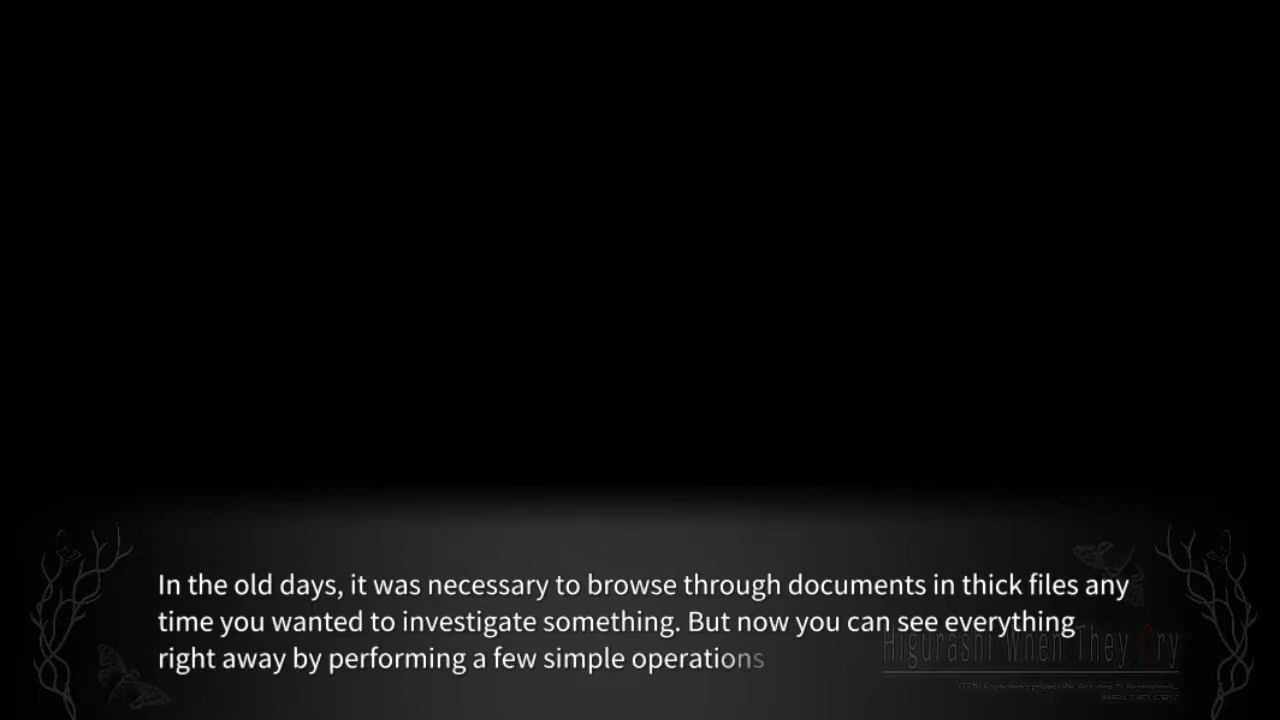 In the old days, it was necessary to browse through documents in thick files any
time you wanted to investigate something. But now you can see everything
right away by performing a few simple operations
Higurashi When They Cry